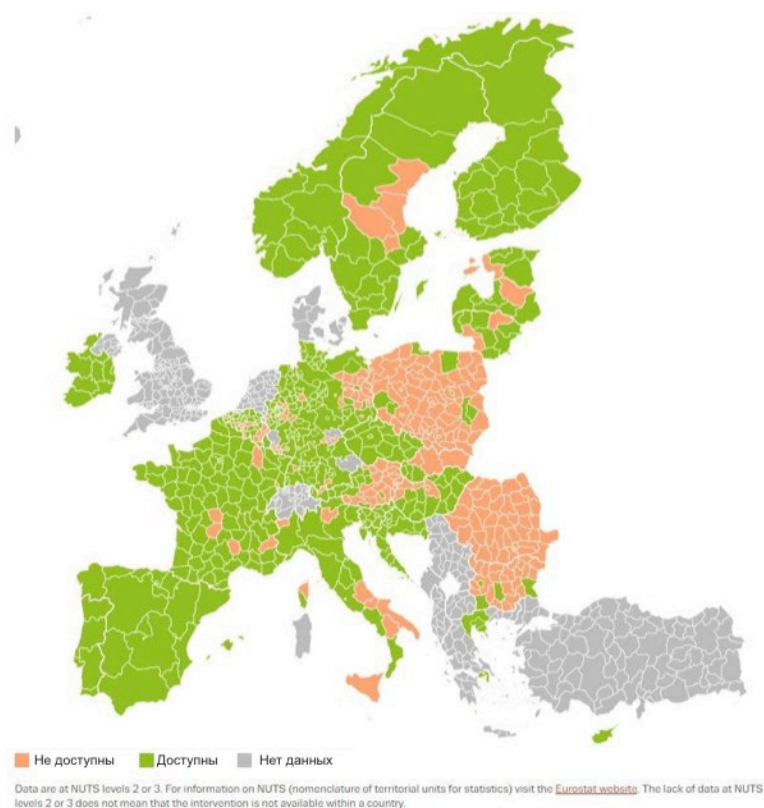 Не доступны Доступны Нет данных
Data are at NUTS levels 2 or 3. For information on NUTS (nomenclature of territorial units for statistics) visit the Eurostat website. The lack of data at NUTS
levels 2 or 3 does not mean that the intervention is not available within a country.